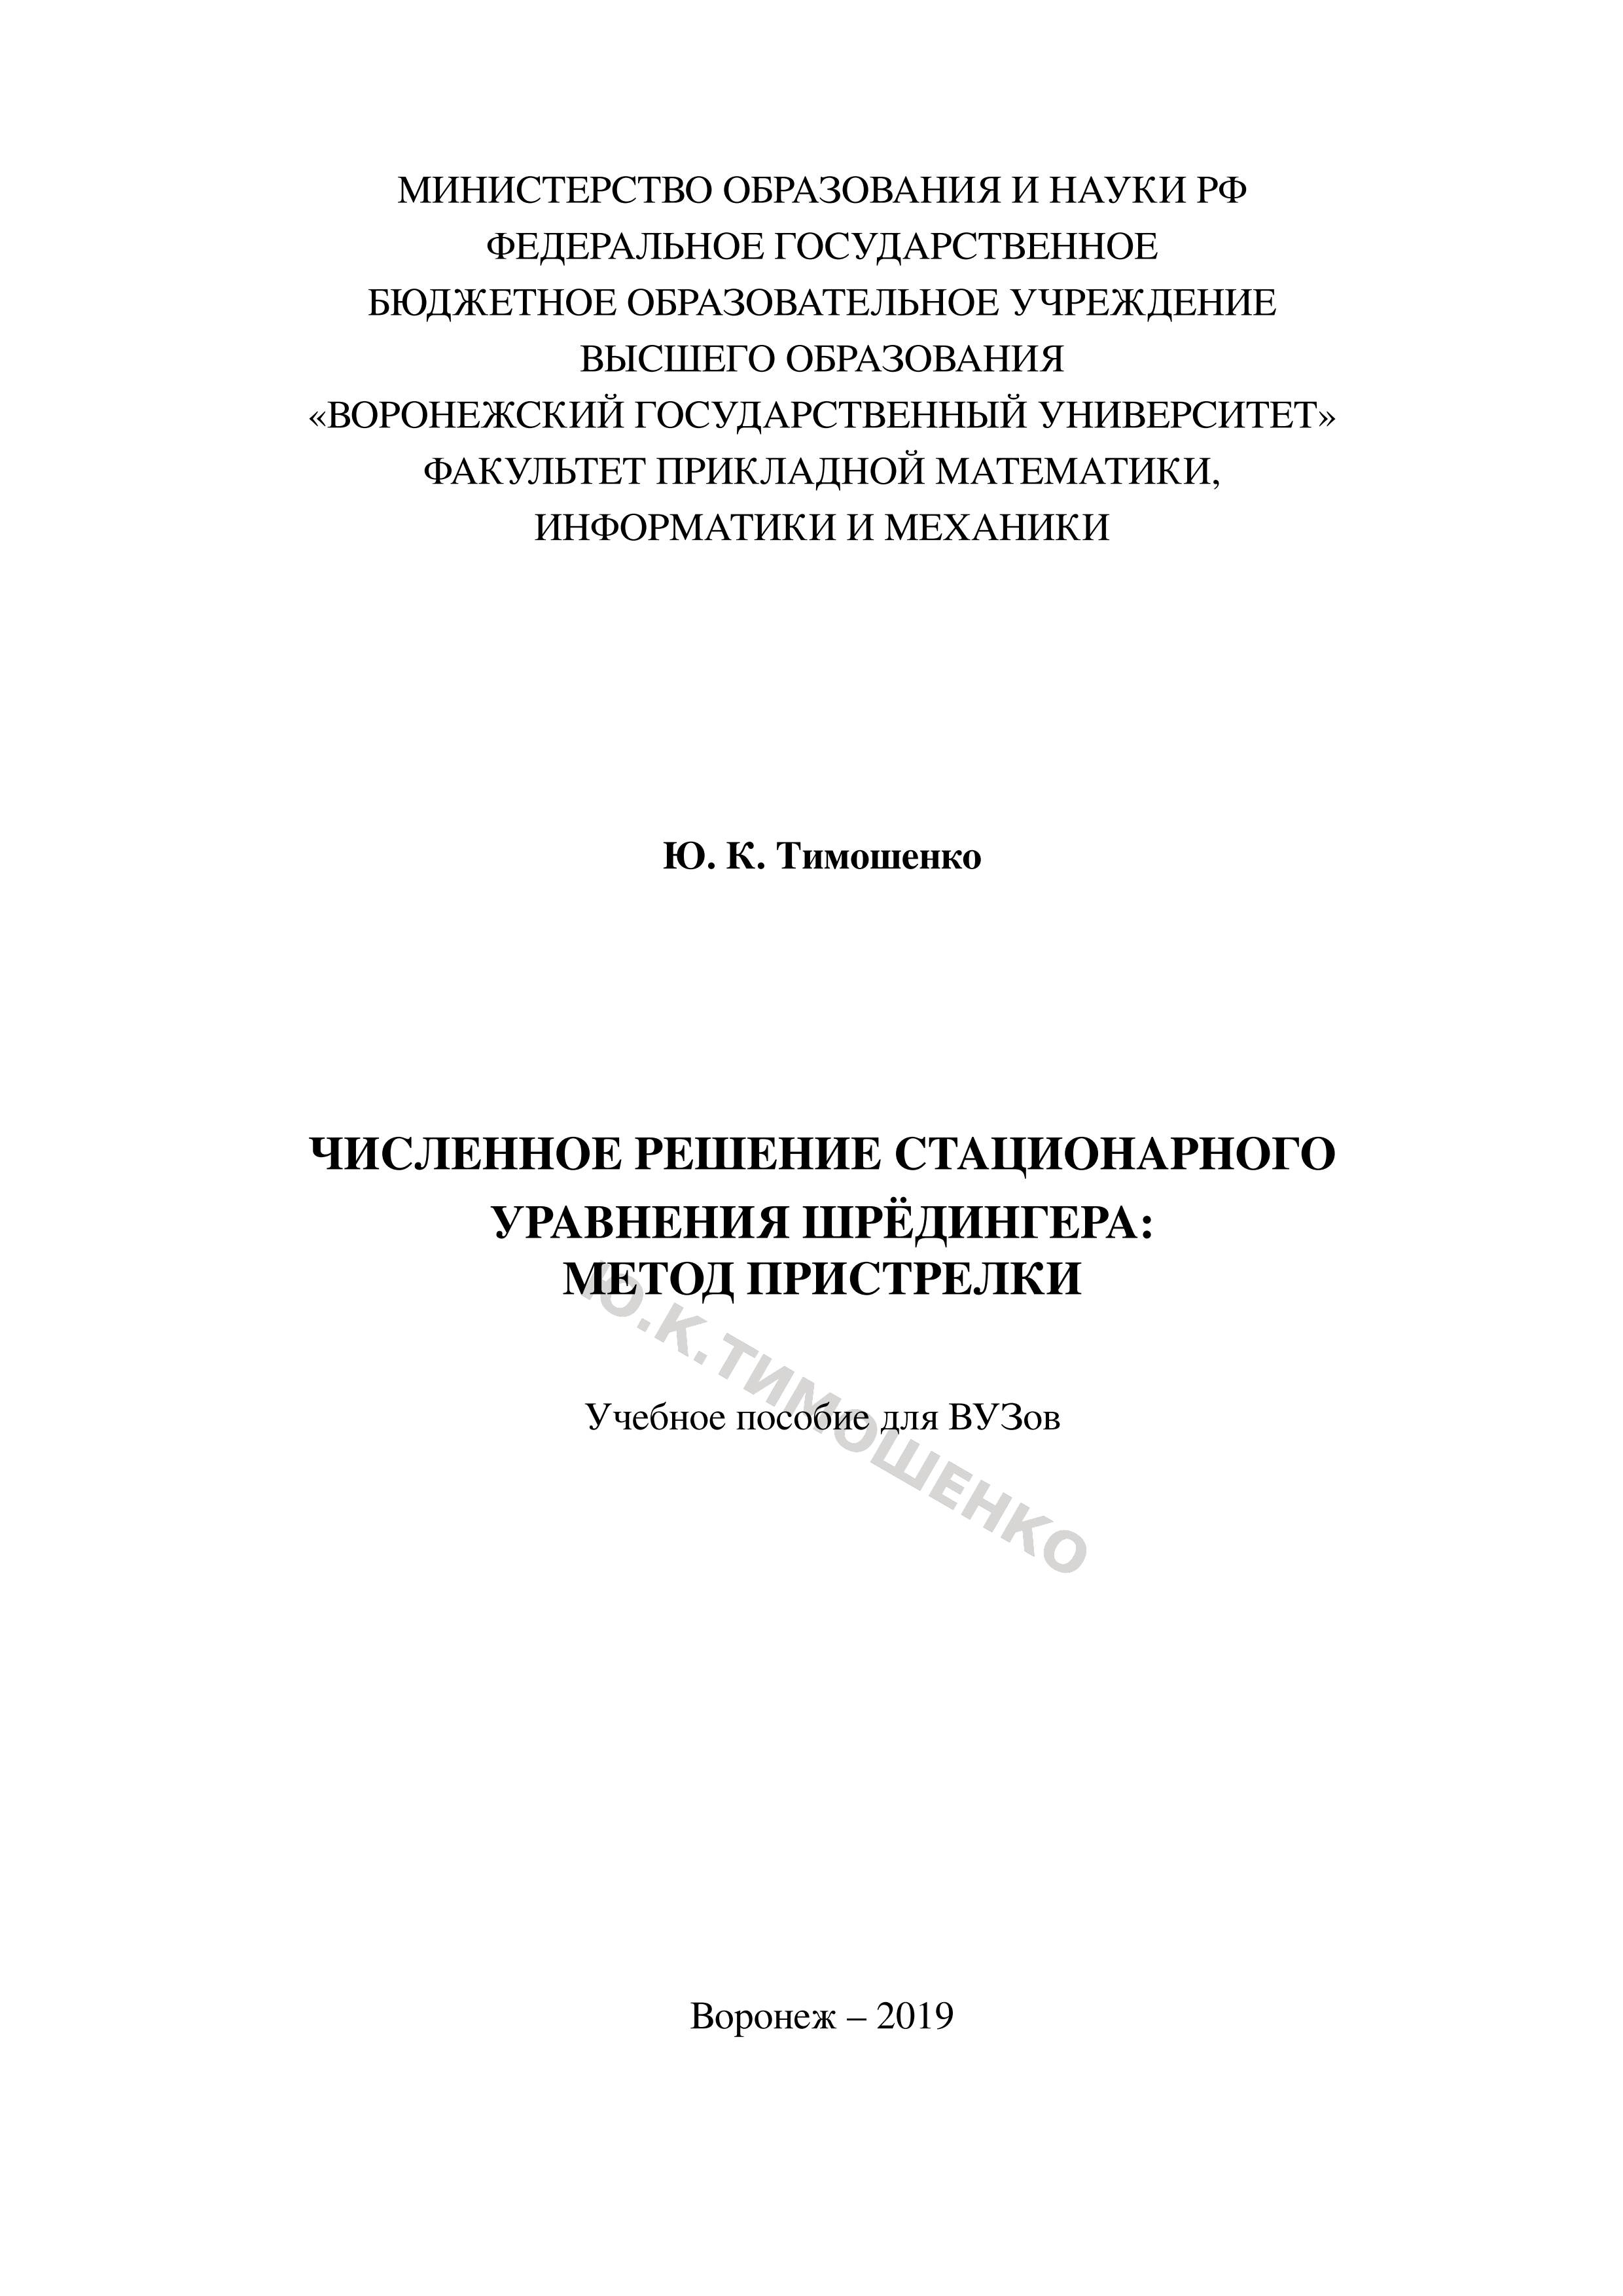 МИНИСТЕРСТВО ОБРАЗОВАНИЯ И НАУКИ РФ
ФЕДЕРАЛЬНОЕ ГОСУДАРСТВЕННОЕ
БЮДЖЕТНОЕ ОБРАЗОВАТЕЛЬНОЕ УЧРЕЖДЕНИЕ
ВЫСШЕГО ОБРАЗОВАНИЯ
«ВОРОНЕЖСКИЙ ГОСУДАРСТВЕННЫЙ УНИВЕРСИТЕТ»
ФАКУЛЬТЕТ ПРИКЛАДНОЙ МАТЕМАТИКИ,
ИНФОРМАТИКИ И МЕХАНИКИ
Ю. К. Тимошенко
ЧИСЛЕННОЕ РЕШЕНИЕ СТАЦИОНАРНОГО
УРАВНЕНИЯ ШРЁДИНГЕРА:
МЕТОД ПРИСТРЕЛКИ
Ю.К.ТИМОШЕНКО
Учебное пособие для ВУЗов
Воронеж – 2019